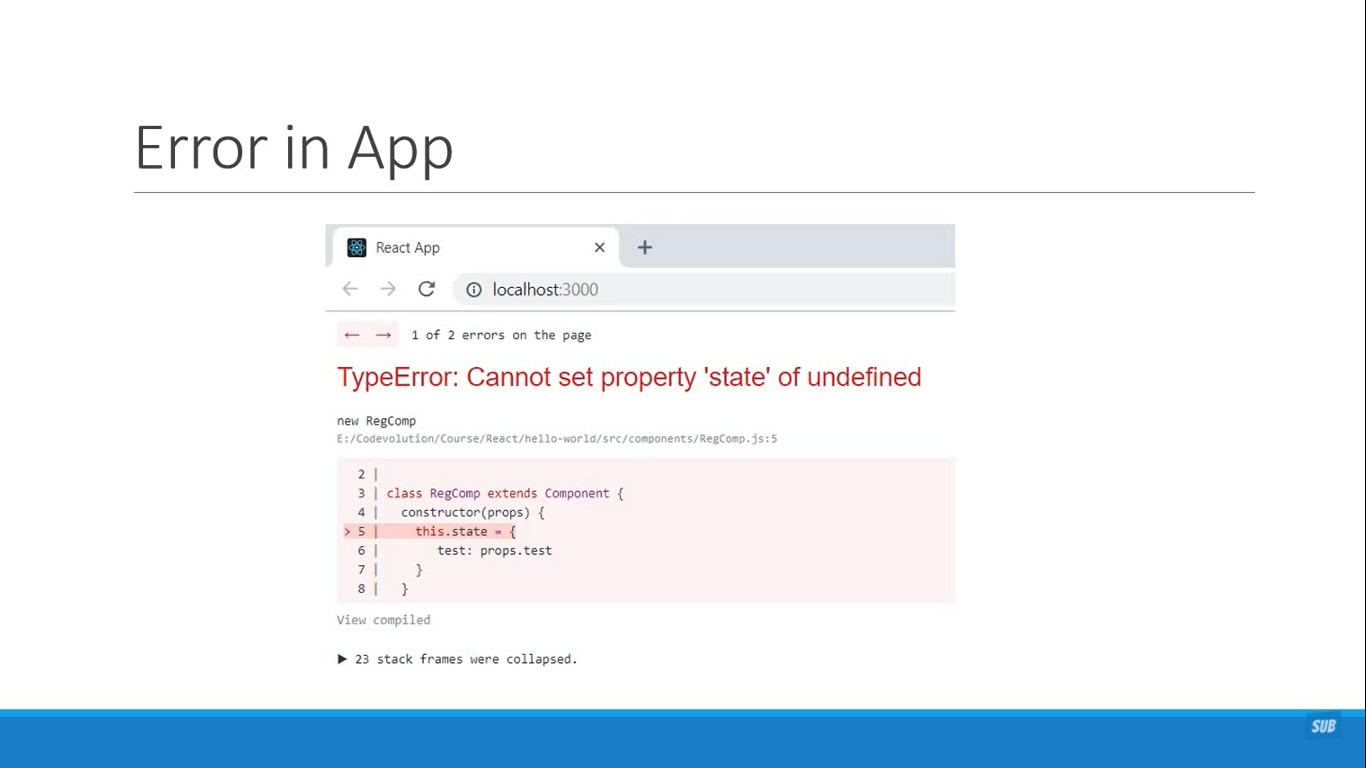 Error in App
React App
localhost:3000
← → 1 of 2 errors on the page
TypeError: Cannot set property 'state' of undefined
new RegComp
E:/Codevolution/Course/React/hello-world/src/components/RegComp.js:5
2 |
3 | class RegComp extends Component {
4 |   constructor(props) {
> 5 |     this.state = {
6 |        test: props.test
7 |     }
8 |   }
View compiled
▶ 23 stack frames were collapsed.
SUB